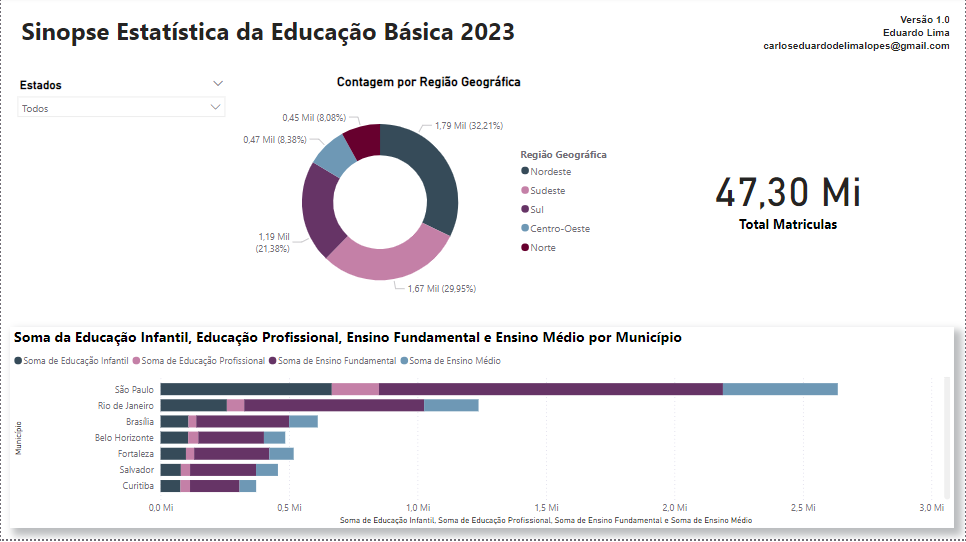 Sinopse Estatística da Educação Básica 2023
Versão 1.0
Eduardo Lima
carloseduardodelimalopes@gmail.com
Estados
Todos
Contagem por Região Geográfica
0,45 Mil (8,08%)
0,47 Mil (8,38%)
1,79 Mil (32,21%)
1,19 Mil
(21,38%)
1,67 Mil (29,95%)
Região Geográfica
Nordeste
Sudeste
Sul
Centro-Oeste
Norte
47,30 Mi
Total Matriculas
Soma da Educação Infantil, Educação Profissional, Ensino Fundamental e Ensino Médio por Município
Soma de Educação Infantil Soma de Educação Profissional Soma de Ensino Fundamental Soma de Ensino Médio
Município
São Paulo
Rio de Janeiro
Brasília
Belo Horizonte
Fortaleza
Salvador
Curitiba
0,0 Mi 0,5 Mi 1,0 Mi 1,5 Mi 2,0 Mi 2,5 Mi 3,0 Mi
Soma de Educação Infantil, Soma de Educação Profissional, Soma de Ensino Fundamental e Soma de Ensino Médio